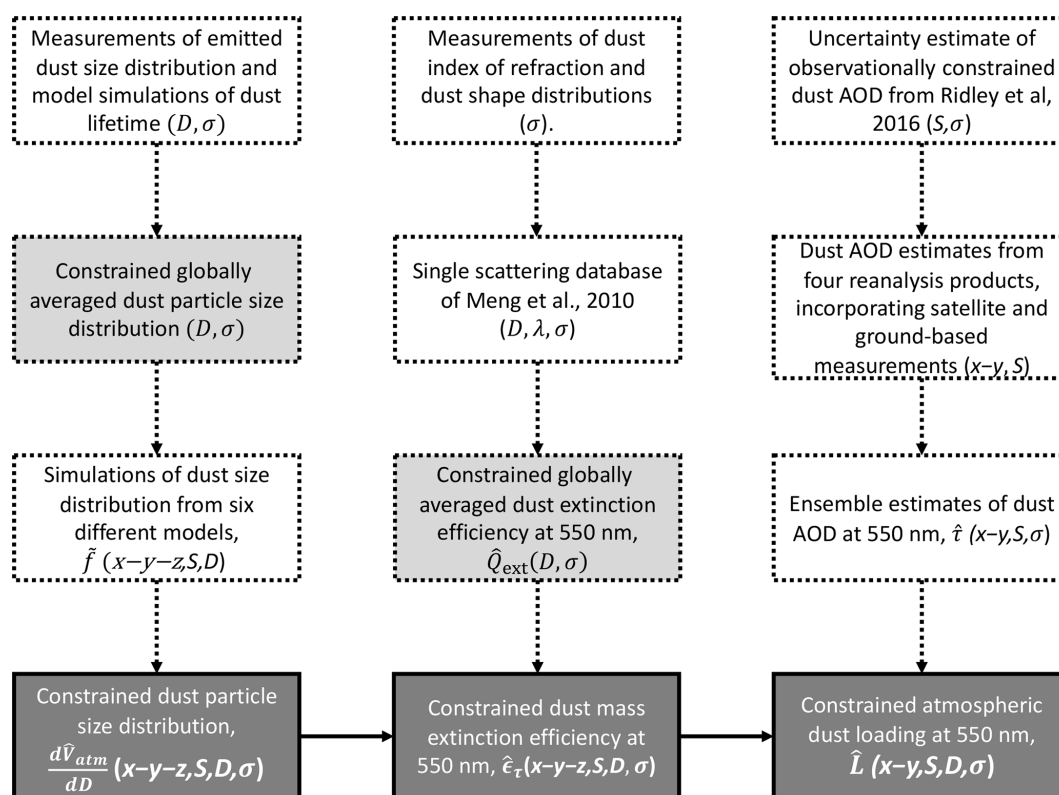 Measurements of emitted
dust size distribution and
model simulations of dust
lifetime (D, σ)
Measurements of dust
index of refraction and
dust shape distributions
(σ).
Uncertainty estimate of
observationally constrained
dust AOD from Ridley et al,
2016 (S,σ)
Constrained globally
averaged dust particle size
distribution (D, σ)
Single scattering database
of Meng et al., 2010
(D, λ, σ)
Dust AOD estimates from
four reanalysis products,
incorporating satellite and
ground-based
measurements (x−y, S)
Simulations of dust size
distribution from six
different models,
f̃ (x−y−z,S,D)
Constrained globally
averaged dust extinction
efficiency at 550 nm,
Q̂ext(D, σ)
Ensemble estimates of dust
AOD at 550 nm, τ̂ (x−y,S,σ)
Constrained dust particle
size distribution,
dV̂atm/dD (x−y−z,S,D,σ)
Constrained dust mass
extinction efficiency at
550 nm, ϵ̂τ(x−y−z,S,D, σ)
Constrained atmospheric
dust loading at 550 nm,
L̂ (x−y,S,D,σ)